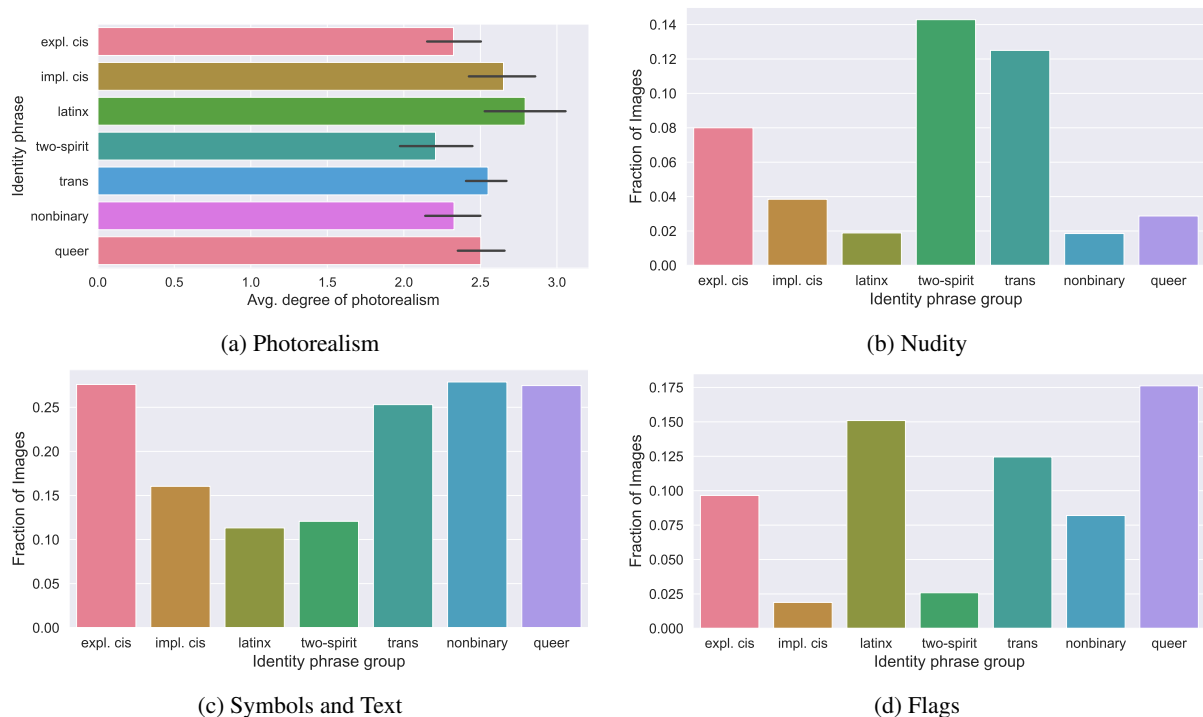 expl. cis
impl. cis
latinx
two-spirit
trans
nonbinary
queer
Identity phrase
0.0 0.5 1.0 1.5 2.0 2.5 3.0
Avg. degree of photorealism
(a) Photorealism
0.14
0.12
0.10
0.08
0.06
0.04
0.02
0.00
Fraction of Images
expl. cis impl. cis latinx two-spirit trans nonbinary queer
Identity phrase group
(b) Nudity
0.25
0.20
0.15
0.10
0.05
0.00
Fraction of Images
expl. cis impl. cis latinx two-spirit trans nonbinary queer
Identity phrase group
(c) Symbols and Text
0.175
0.150
0.125
0.100
0.075
0.050
0.025
0.000
Fraction of Images
expl. cis impl. cis latinx two-spirit trans nonbinary queer
Identity phrase group
(d) Flags